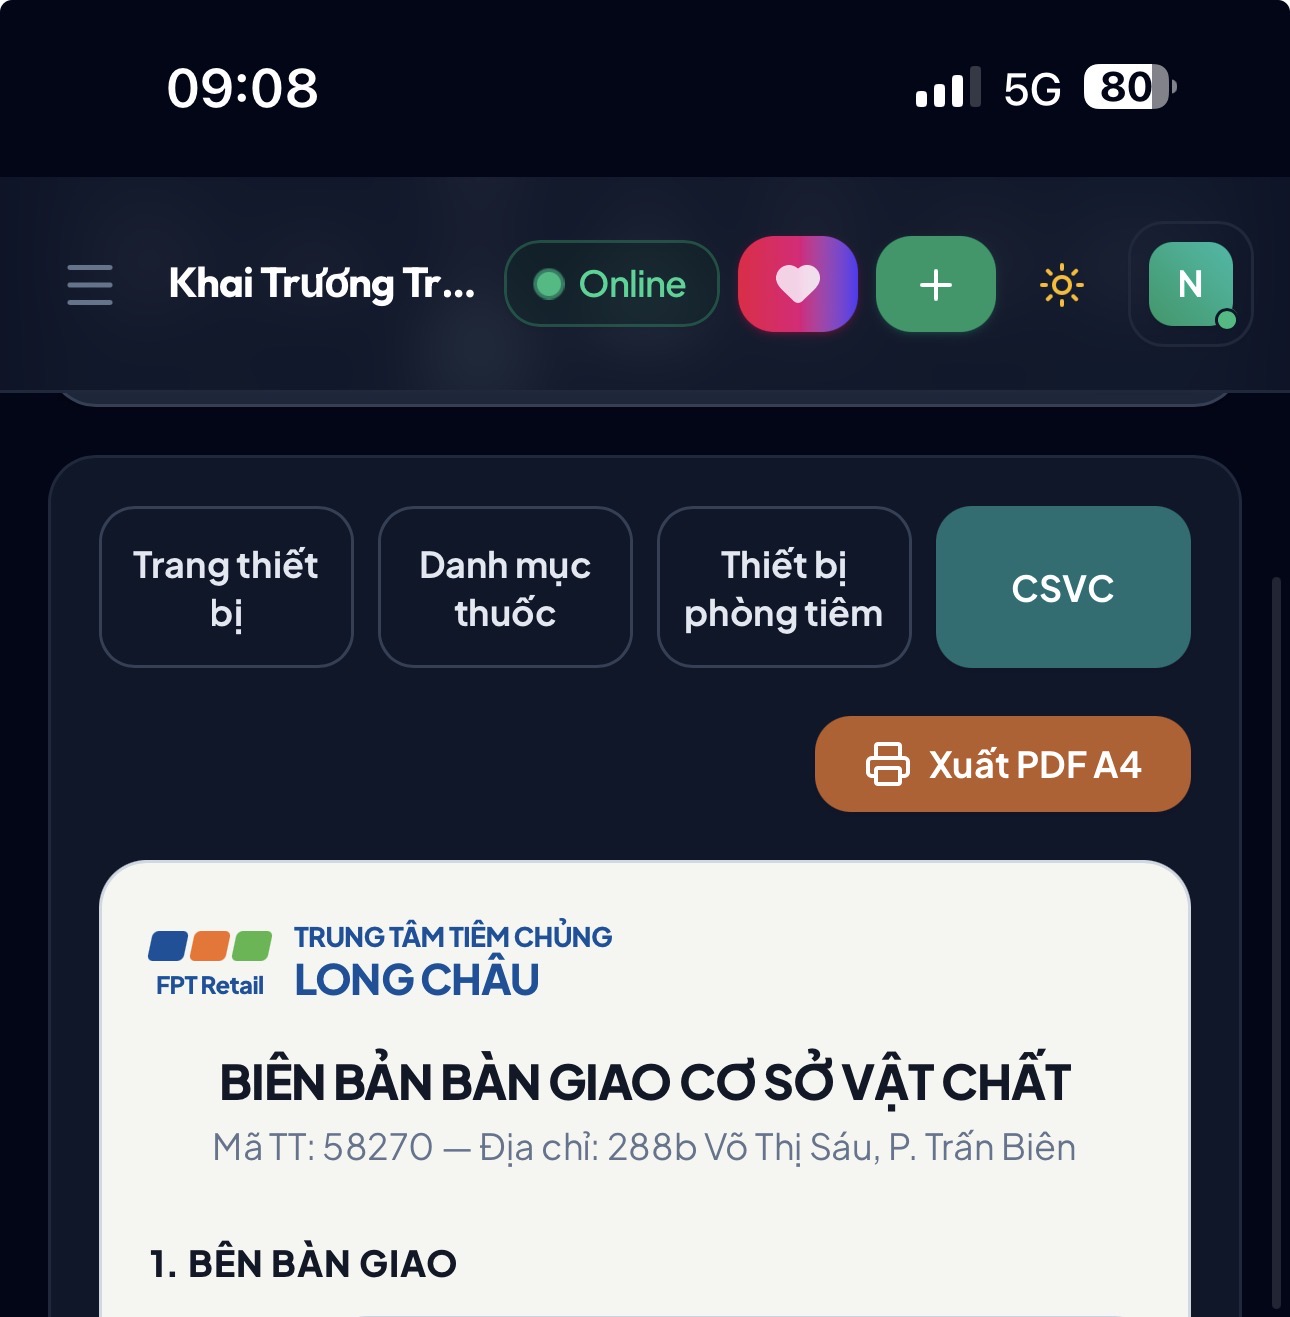 09:08
5G
80
Khai Trương Tr...
Online
N
Trang thiết
bị
Danh mục
thuốc
Thiết bị
phòng tiêm
CSVC
Xuất PDF A4
FPT Retail
TRUNG TÂM TIÊM CHỦNG
LONG CHÂU
BIÊN BẢN BÀN GIAO CƠ SỞ VẬT CHẤT
Mã TT: 58270 — Địa chỉ: 288b Võ Thị Sáu, P. Trấn Biên
1. BÊN BÀN GIAO